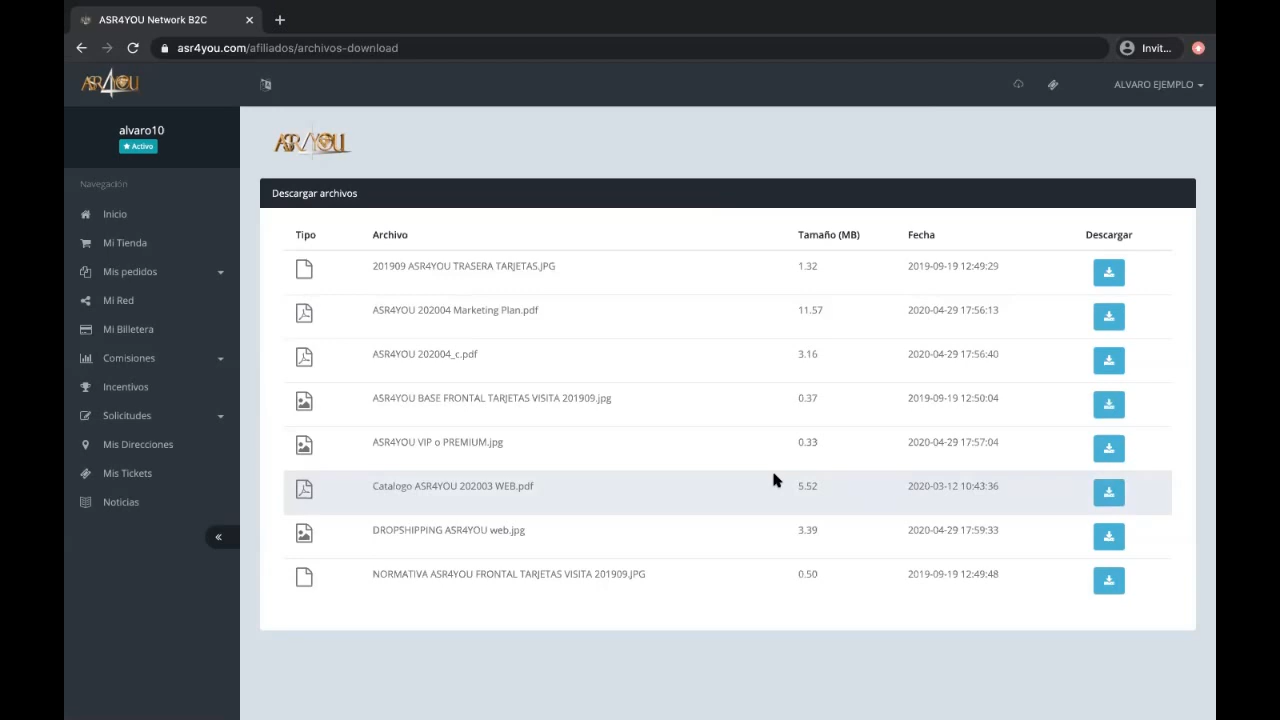 ASR4YOU Network B2C
asr4you.com/afiliados/archivos-download
Invit...
ASR4YOU
ALVARO EJEMPLO
alvaro10
Activo
Navegación
Inicio
Mi Tienda
Mis pedidos
Mi Red
Mi Billetera
Comisiones
Incentivos
Solicitudes
Mis Direcciones
Mis Tickets
Noticias
ASR4YOU
Descargar archivos
Tipo Archivo Tamaño (MB) Fecha Descargar
201909 ASR4YOU TRASERA TARJETAS.JPG 1.32 2019-09-19 12:49:29
ASR4YOU 202004 Marketing Plan.pdf 11.57 2020-04-29 17:56:13
ASR4YOU 202004_c.pdf 3.16 2020-04-29 17:56:40
ASR4YOU BASE FRONTAL TARJETAS VISITA 201909.jpg 0.37 2019-09-19 12:50:04
ASR4YOU VIP o PREMIUM.jpg 0.33 2020-04-29 17:57:04
Catalogo ASR4YOU 202003 WEB.pdf 5.52 2020-03-12 10:43:36
DROPSHIPPING ASR4YOU web.jpg 3.39 2020-04-29 17:59:33
NORMATIVA ASR4YOU FRONTAL TARJETAS VISITA 201909.JPG 0.50 2019-09-19 12:49:48